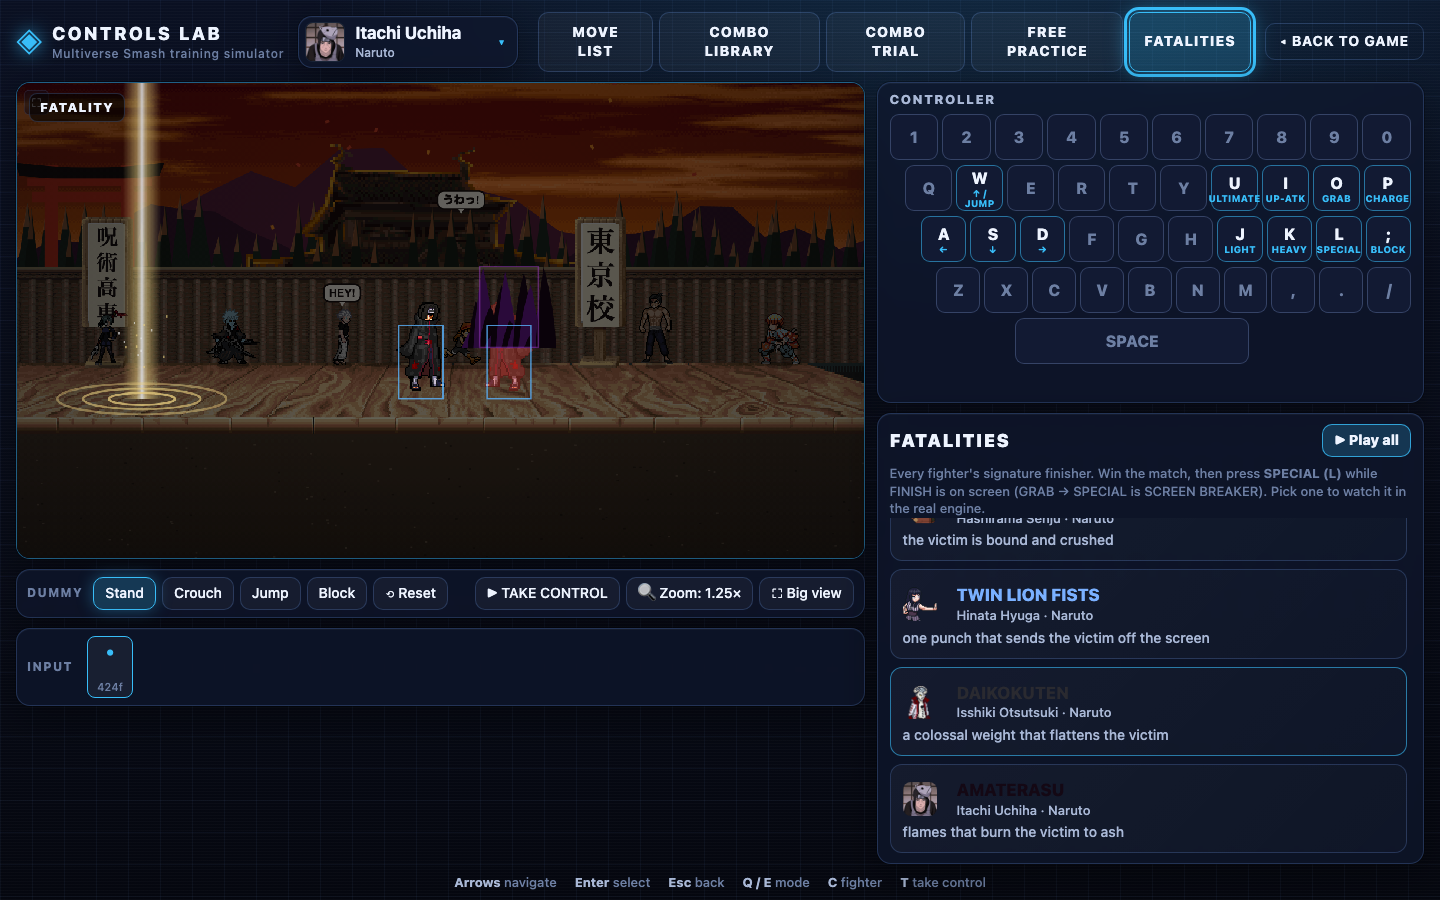 CONTROLS LAB
Multiverse Smash training simulator
Itachi Uchiha
Naruto
▾
MOVE
LIST
COMBO
LIBRARY
COMBO
TRIAL
FREE
PRACTICE
FATALITIES
◂ BACK TO GAME
FATALITY
うわっ!
HEY!
呪術高専
東京校
DUMMY
Stand
Crouch
Jump
Block
⟲ Reset
▶ TAKE CONTROL
🔍 Zoom: 1.25×
⛶ Big view
INPUT
424f
CONTROLLER
1 2 3 4 5 6 7 8 9 0
Q W E R T Y U I O P
↑ / JUMP ULTIMATE UP-ATK GRAB CHARGE
A S D F G H J K L ;
← ↓ → LIGHT HEAVY SPECIAL BLOCK
Z X C V B N M , . /
SPACE
FATALITIES
▶ Play all
Every fighter's signature finisher. Win the match, then press SPECIAL (L) while
FINISH is on screen (GRAB → SPECIAL is SCREEN BREAKER). Pick one to watch it in
the real engine.
Hashirama Senju · Naruto
the victim is bound and crushed
TWIN LION FISTS
Hinata Hyuga · Naruto
one punch that sends the victim off the screen
DAIKOKUTEN
Isshiki Otsutsuki · Naruto
a colossal weight that flattens the victim
AMATERASU
Itachi Uchiha · Naruto
flames that burn the victim to ash
Arrows navigate Enter select Esc back Q / E mode C fighter T take control